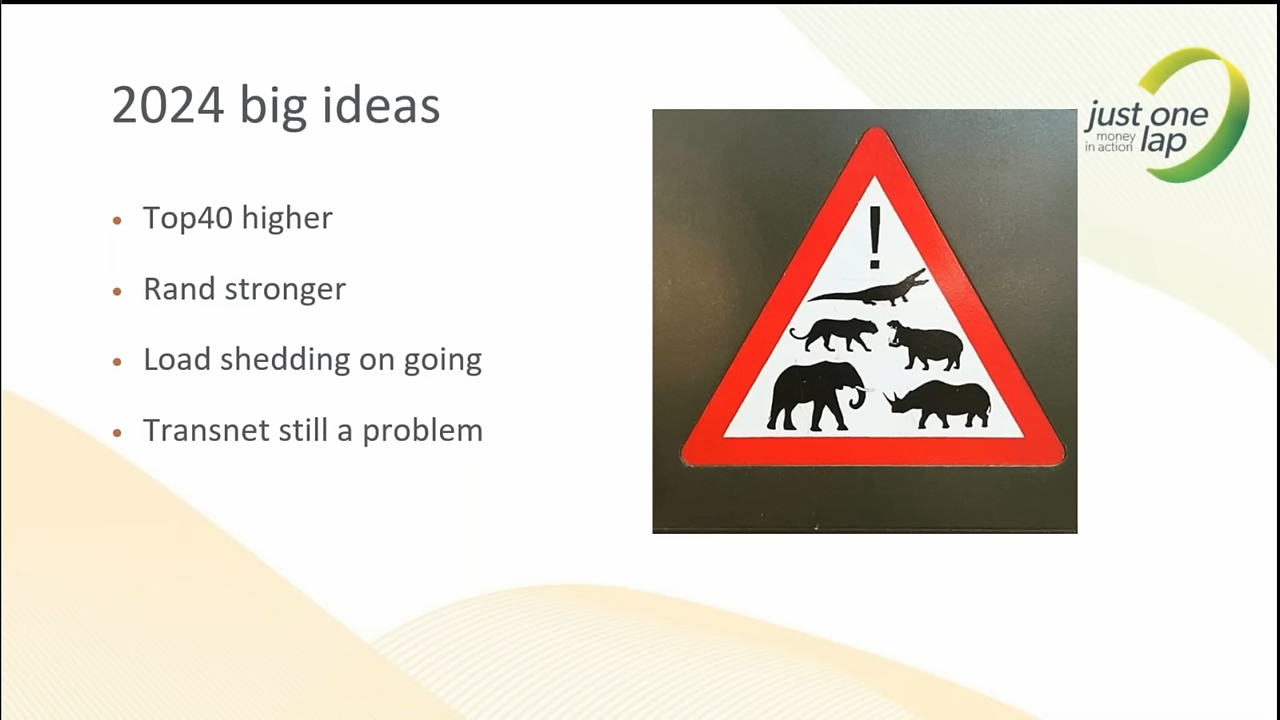 2024 big ideas
• Top40 higher
• Rand stronger
• Load shedding on going
• Transnet still a problem
!
just one
money
in action lap